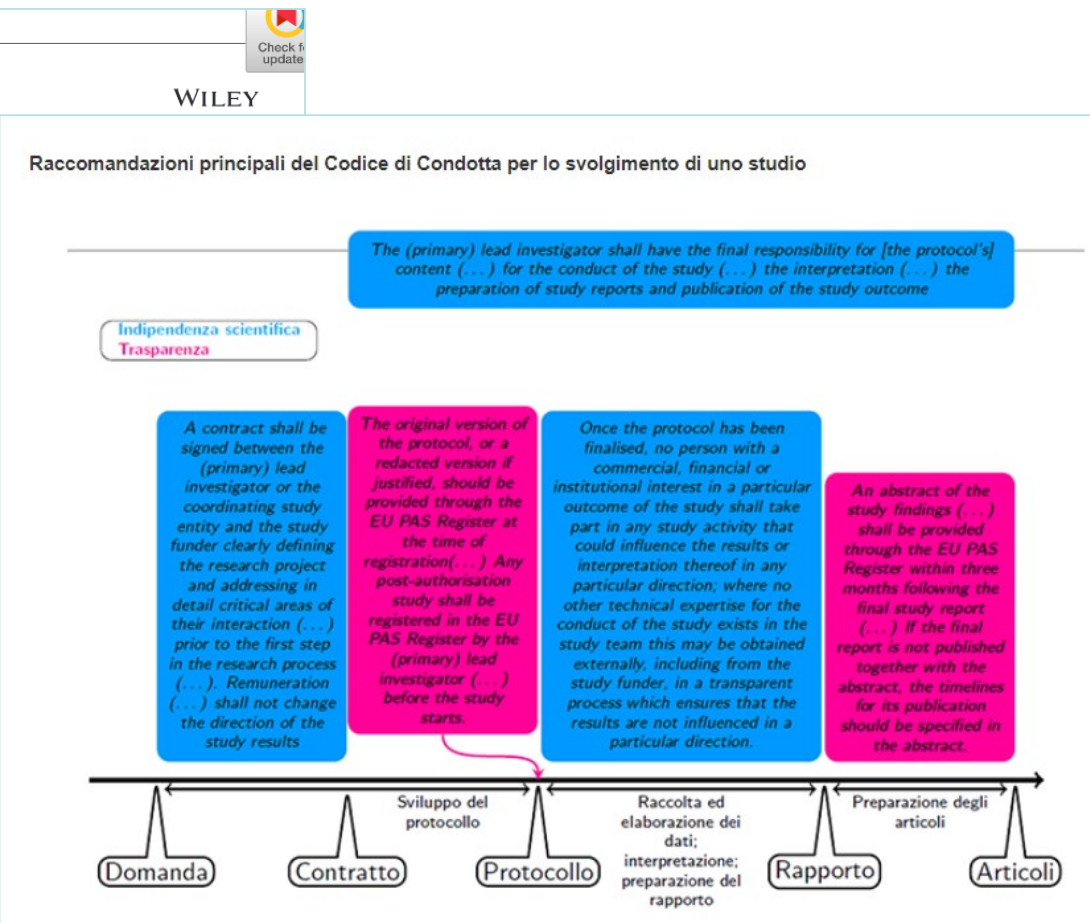 Check f
update
WILEY
Raccomandazioni principali del Codice di Condotta per lo svolgimento di uno studio
The (primary) lead investigator shall have the final responsibility for [the protocol's]
content (...) for the conduct of the study (...) the interpretation (...) the
preparation of study reports and publication of the study outcome
Indipendenza scientifica
Trasparenza
A contract shall be
signed between the
(primary) lead
investigator or the
coordinating study
entity and the study
funder clearly defining
the research project
and addressing in
detail critical areas of
their interaction (...)
prior to the first step
in the research process
(...). Remuneration
(...) shall not change
the direction of the
study results
The original version of
the protocol, or a
redacted version if
justified, should be
provided through the
EU PAS Register at
the time of
registration(...) Any
post-authorisation
study shall be
registered in the EU
PAS Register by the
(primary) lead
investigator (...)
before the study
starts.
Once the protocol has been
finalised, no person with a
commercial, financial or
institutional interest in a particular
outcome of the study shall take
part in any study activity that
could influence the results or
interpretation thereof in any
particular direction; where no
other technical expertise for the
conduct of the study exists in the
study team this may be obtained
externally, including from the
study funder, in a transparent
process which ensures that the
results are not influenced in a
particular direction.
An abstract of the
study findings (...)
shall be provided
through the EU PAS
Register within three
months following the
final study report
(...) If the final
report is not published
together with the
abstract, the timelines
for its publication
should be specified in
the abstract.
Sviluppo del
protocollo
Raccolta ed
elaborazione dei
dati;
interpretazione;
preparazione del
rapporto
Preparazione degli
articoli
Domanda
Contratto
Protocollo
Rapporto
Articoli